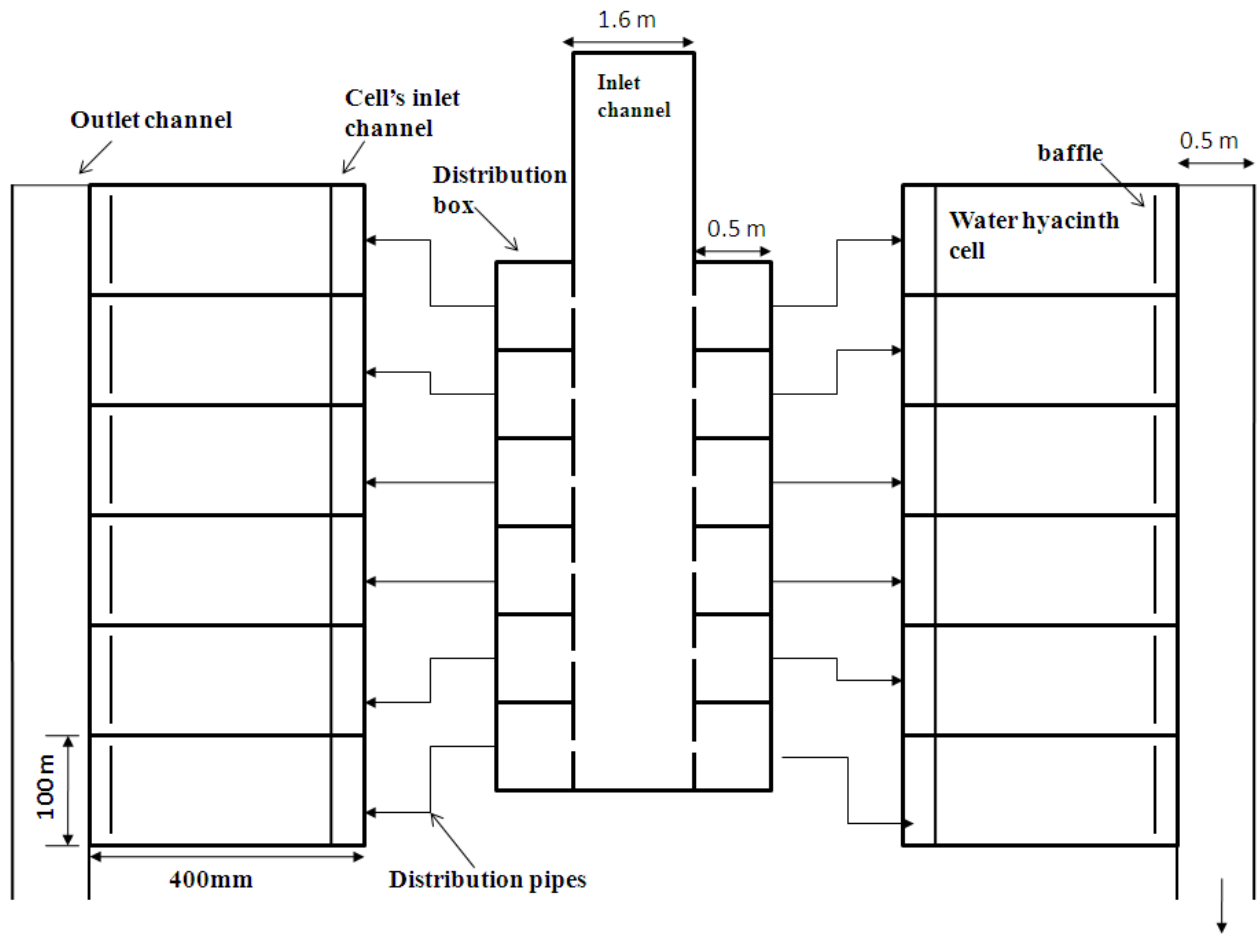 1.6 m
Inlet
channel
Cell's inlet
channel
Outlet channel
baffle
0.5 m
Distribution
box
Water hyacinth
cell
0.5 m
100 m
400mm
Distribution pipes